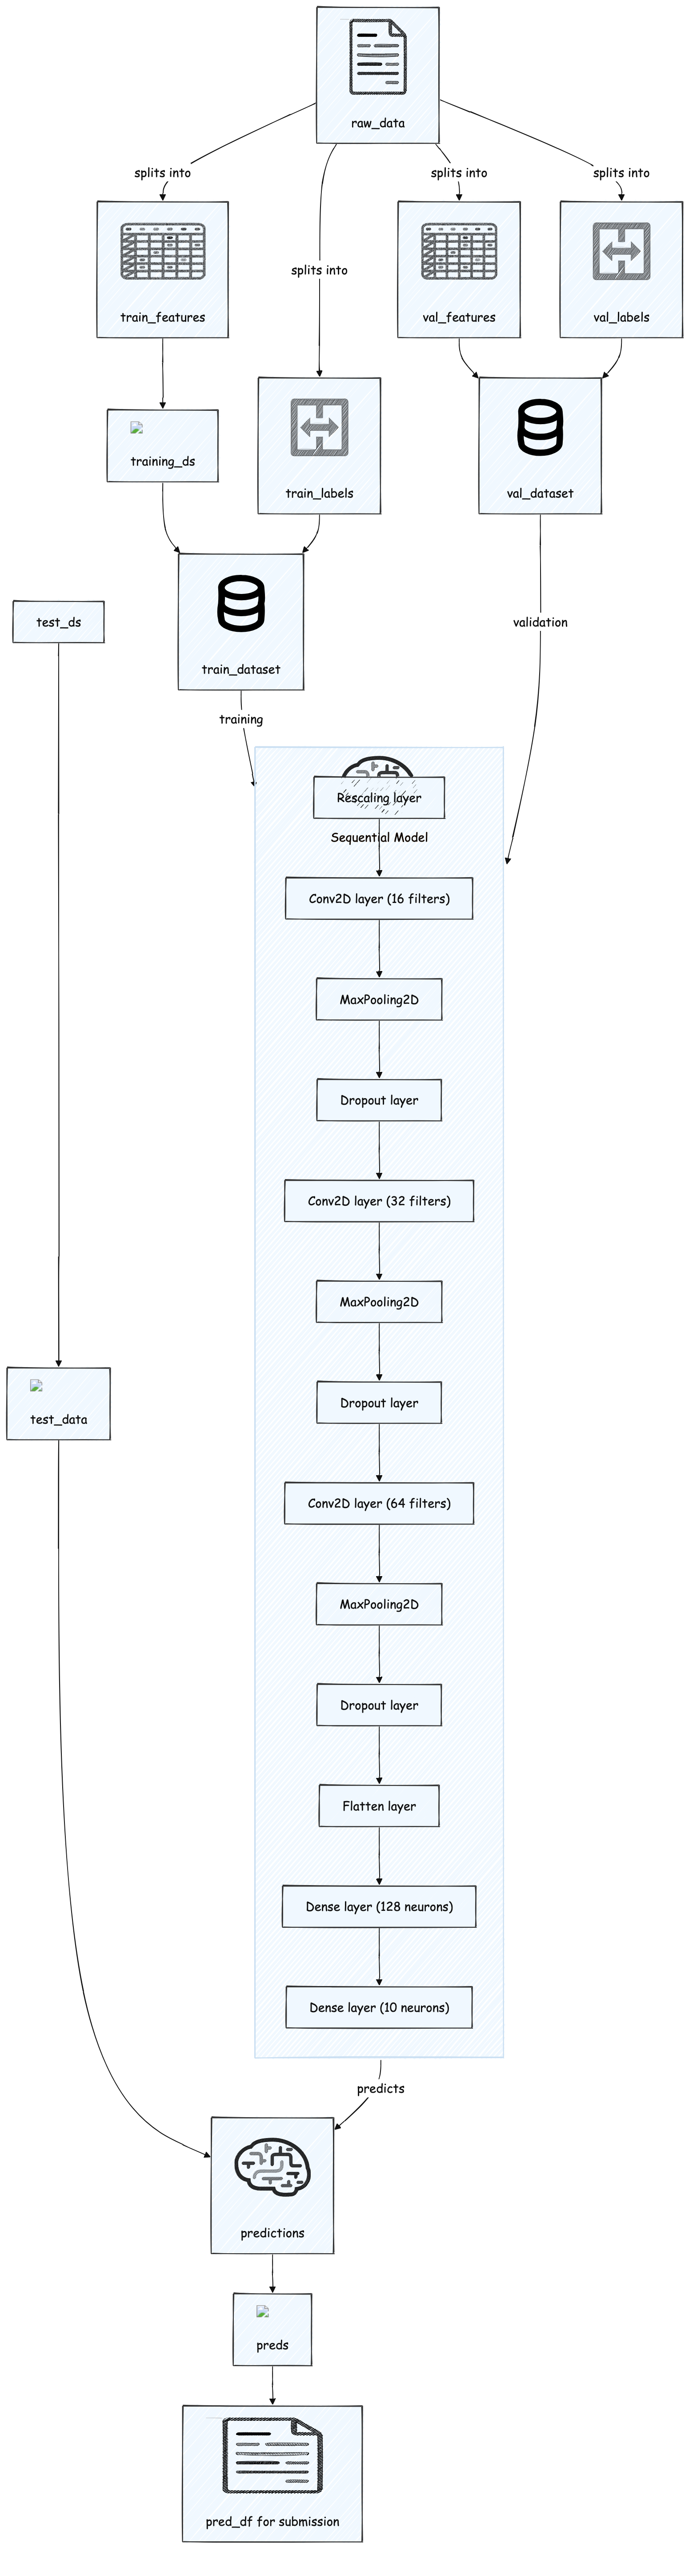 raw_data
splits into
splits into
splits into
splits into
train_features
val_features
val_labels
training_ds
train_labels
val_dataset
test_ds
train_dataset
validation
training
Rescaling layer
Sequential Model
Conv2D layer (16 filters)
MaxPooling2D
Dropout layer
Conv2D layer (32 filters)
MaxPooling2D
Dropout layer
test_data
Conv2D layer (64 filters)
MaxPooling2D
Dropout layer
Flatten layer
Dense layer (128 neurons)
Dense layer (10 neurons)
predicts
predictions
preds
pred_df for submission